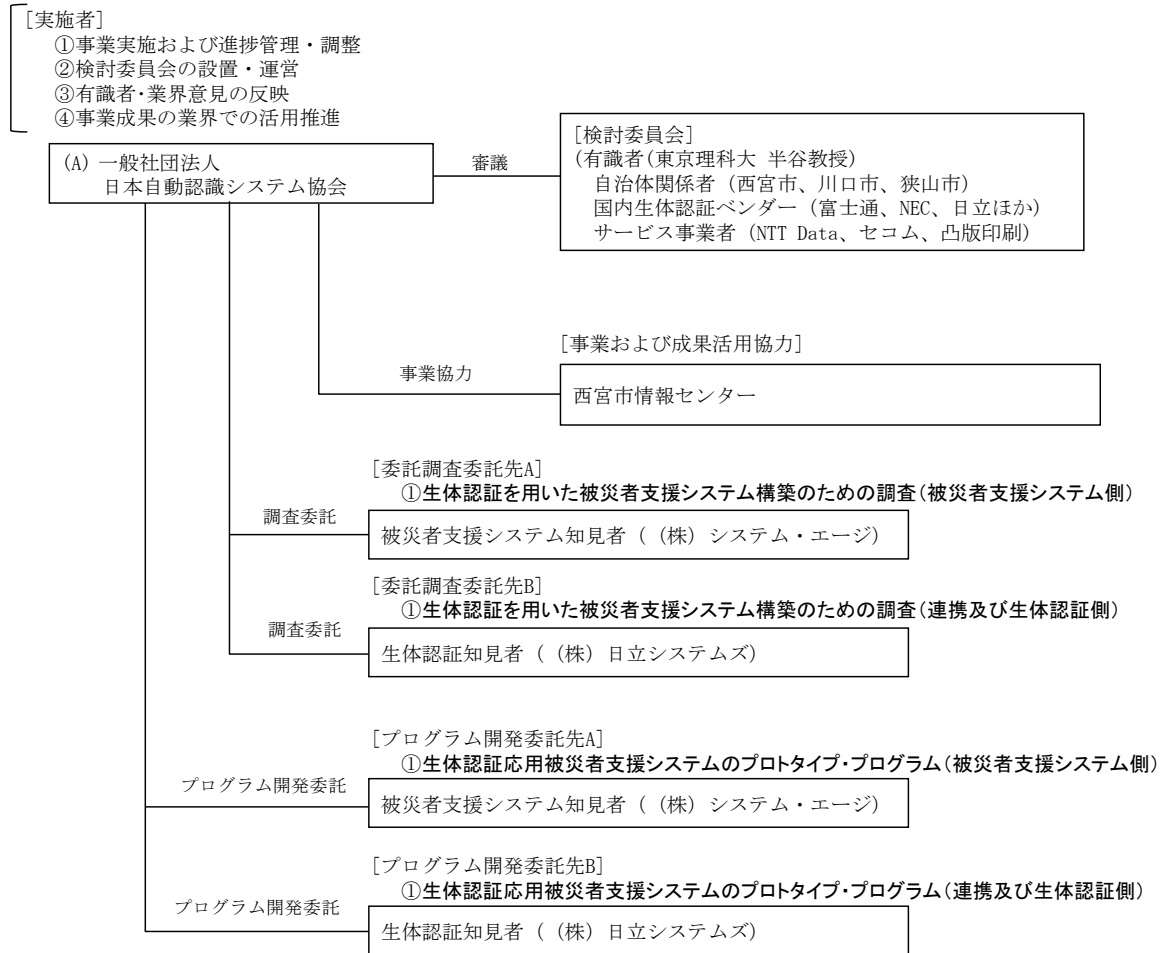 [実施者]
①事業実施および進捗管理・調整
②検討委員会の設置・運営
③有識者・業界意見の反映
④事業成果の業界での活用推進
(A) 一般社団法人
日本自動認識システム協会
審議
[検討委員会]
(有識者(東京理科大 半谷教授)
自治体関係者 (西宮市、川口市、狭山市)
国内生体認証ベンダー (富士通、NEC、日立ほか)
サービス事業者 (NTT Data、セコム、凸版印刷)
[事業および成果活用協力]
事業協力
西宮市情報センター
[委託調査委託先A]
①生体認証を用いた被災者支援システム構築のための調査(被災者支援システム側)
調査委託
被災者支援システム知見者 ( (株) システム・エージ)
[委託調査委託先B]
①生体認証を用いた被災者支援システム構築のための調査(連携及び生体認証側)
調査委託
生体認証知見者 ( (株) 日立システムズ)
[プログラム開発委託先A]
①生体認証応用被災者支援システムのプロトタイプ・プログラム(被災者支援システム側)
プログラム開発委託
被災者支援システム知見者 ( (株) システム・エージ)
[プログラム開発委託先B]
①生体認証応用被災者支援システムのプロトタイプ・プログラム(連携及び生体認証側)
プログラム開発委託
生体認証知見者 ( (株) 日立システムズ)